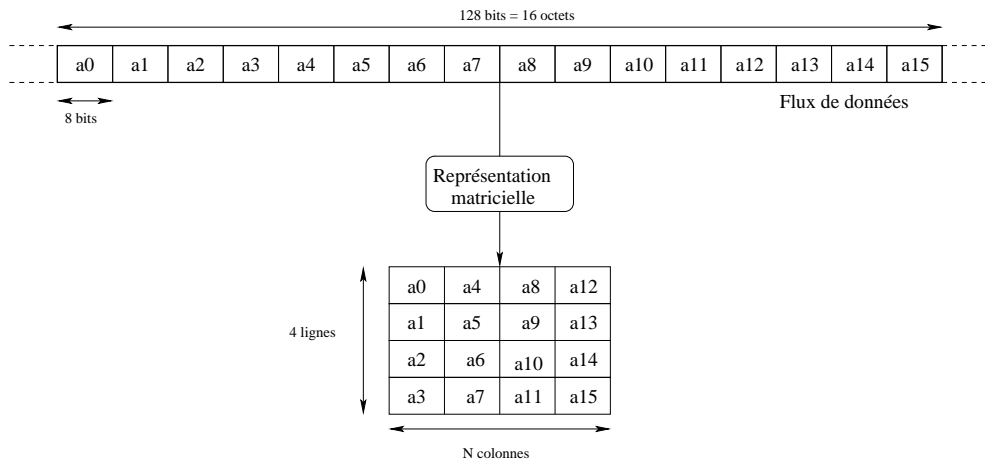 128 bits = 16 octets
a0 a1 a2 a3 a4 a5 a6 a7 a8 a9 a10 a11 a12 a13 a14 a15
8 bits
Flux de données
Représentation
matricielle
a0 a4 a8 a12
4 lignes
a1 a5 a9 a13
a2 a6 a10 a14
a3 a7 a11 a15
N colonnes